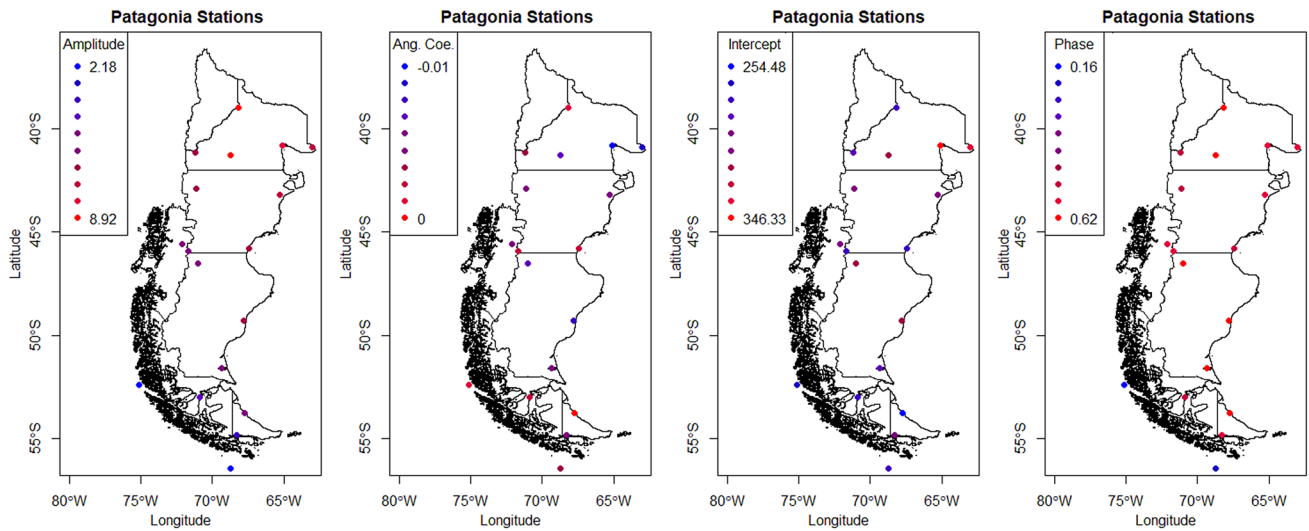 Patagonia Stations
Amplitude
2.18
8.92
40°S
45°S
50°S
55°S
Latitude
80°W 75°W 70°W 65°W
Longitude
Patagonia Stations
Ang. Coe.
-0.01
0
40°S
45°S
50°S
55°S
Latitude
80°W 75°W 70°W 65°W
Longitude
Patagonia Stations
Intercept
254.48
346.33
40°S
45°S
50°S
55°S
Latitude
80°W 75°W 70°W 65°W
Longitude
Patagonia Stations
Phase
0.16
0.62
40°S
45°S
50°S
55°S
Latitude
80°W 75°W 70°W 65°W
Longitude